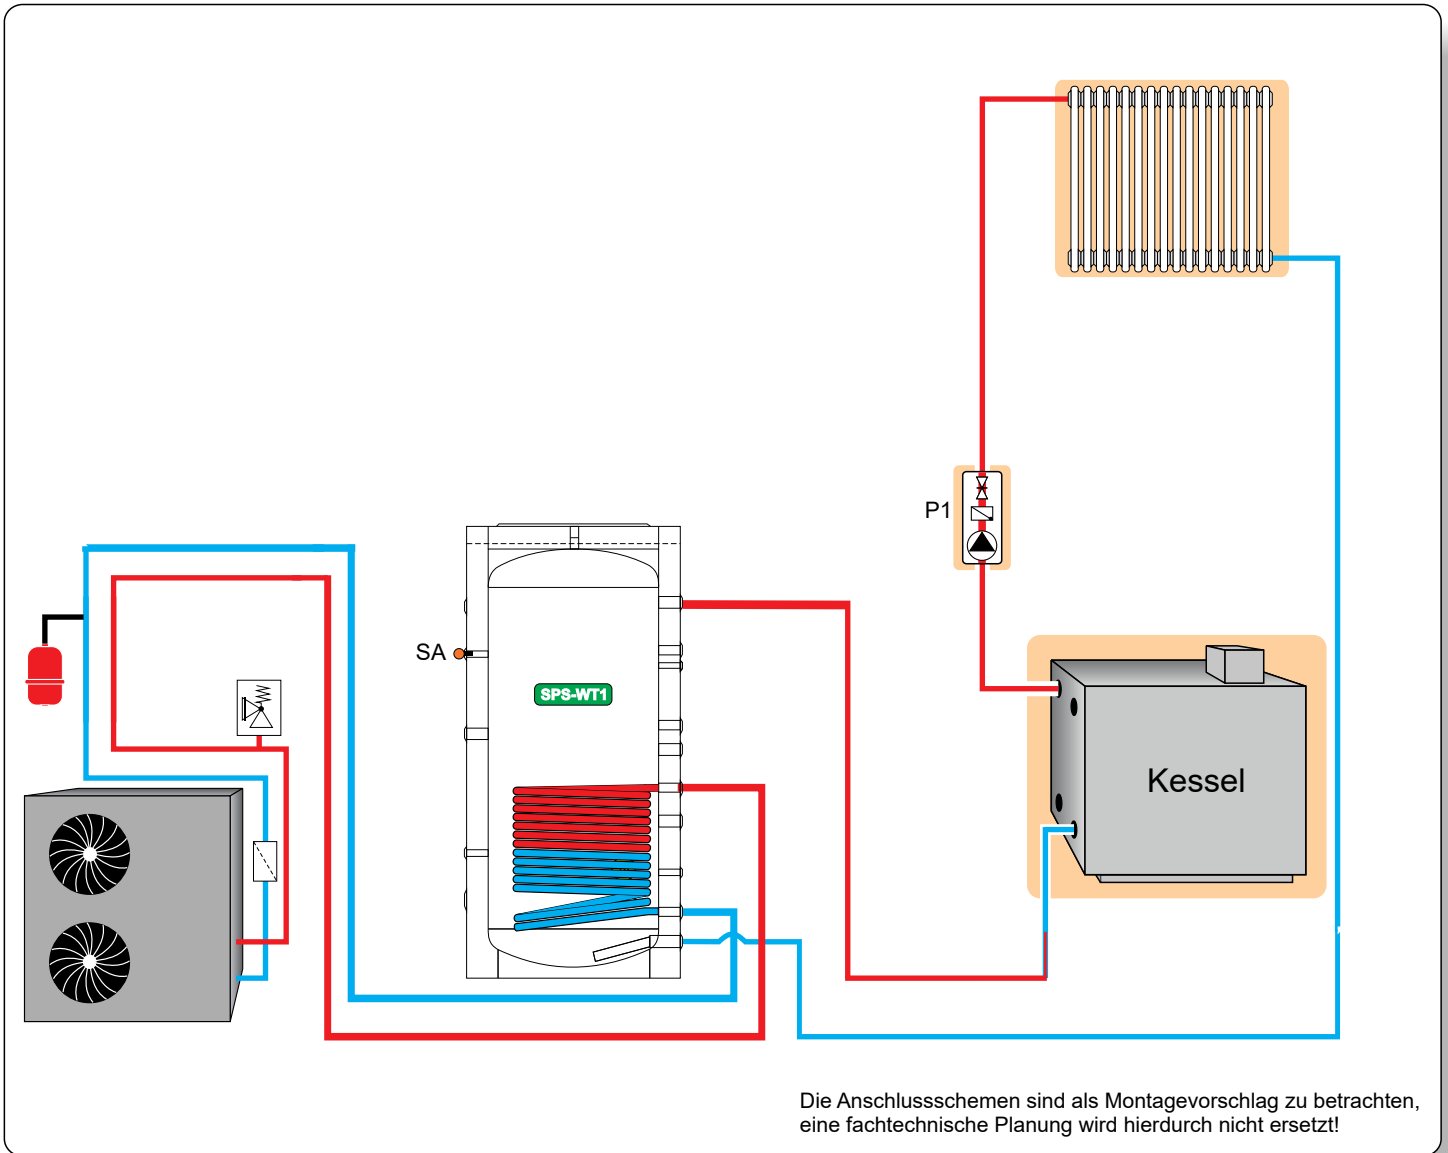 P1
SA
SPS-WT1
Kessel
Die Anschlussschemen sind als Montagevorschlag zu betrachten,
eine fachtechnische Planung wird hierdurch nicht ersetzt!